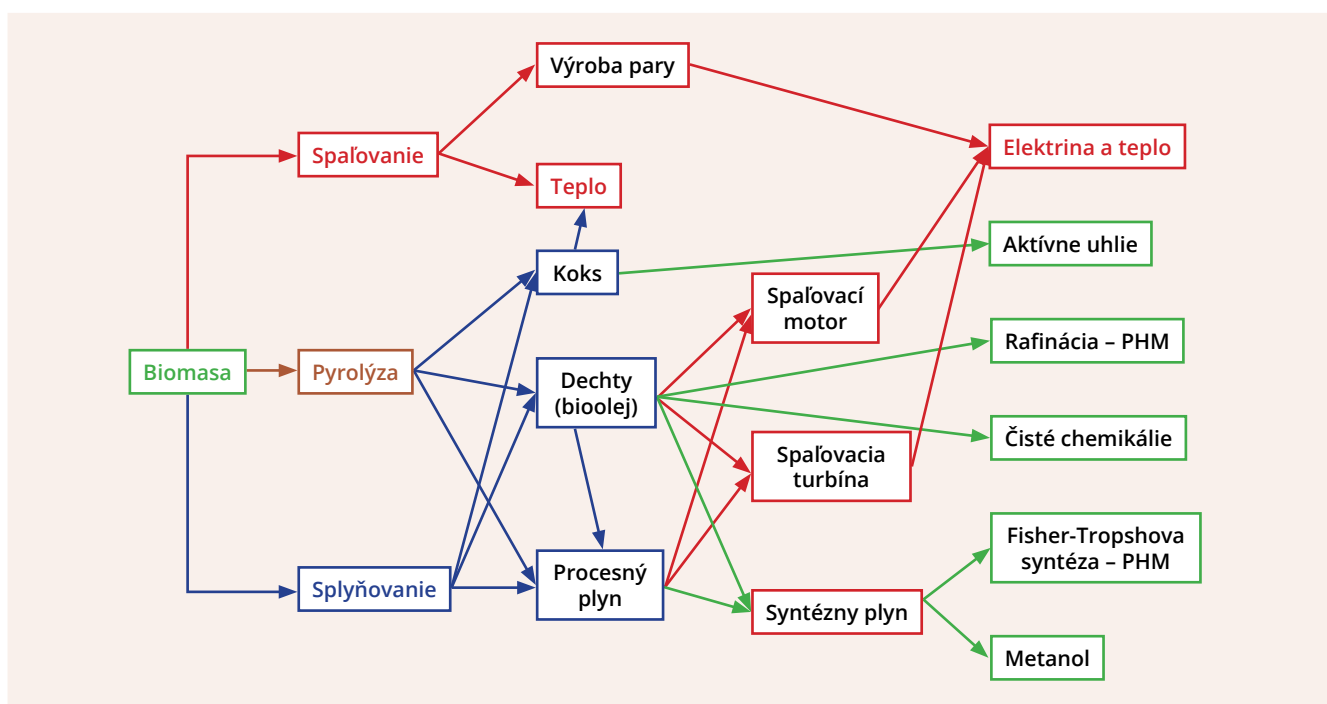 Výroba pary
Elektrina a teplo
Spaľovanie
Teplo
Aktívne uhlie
Koks
Spaľovací
motor
Rafinácia – PHM
Biomasa
Pyrolýza
Dechty
(bioolej)
Čisté chemikálie
Spaľovacia
turbína
Fisher-Tropshova
syntéza – PHM
Splyňovanie
Procesný
plyn
Syntézny plyn
Metanol